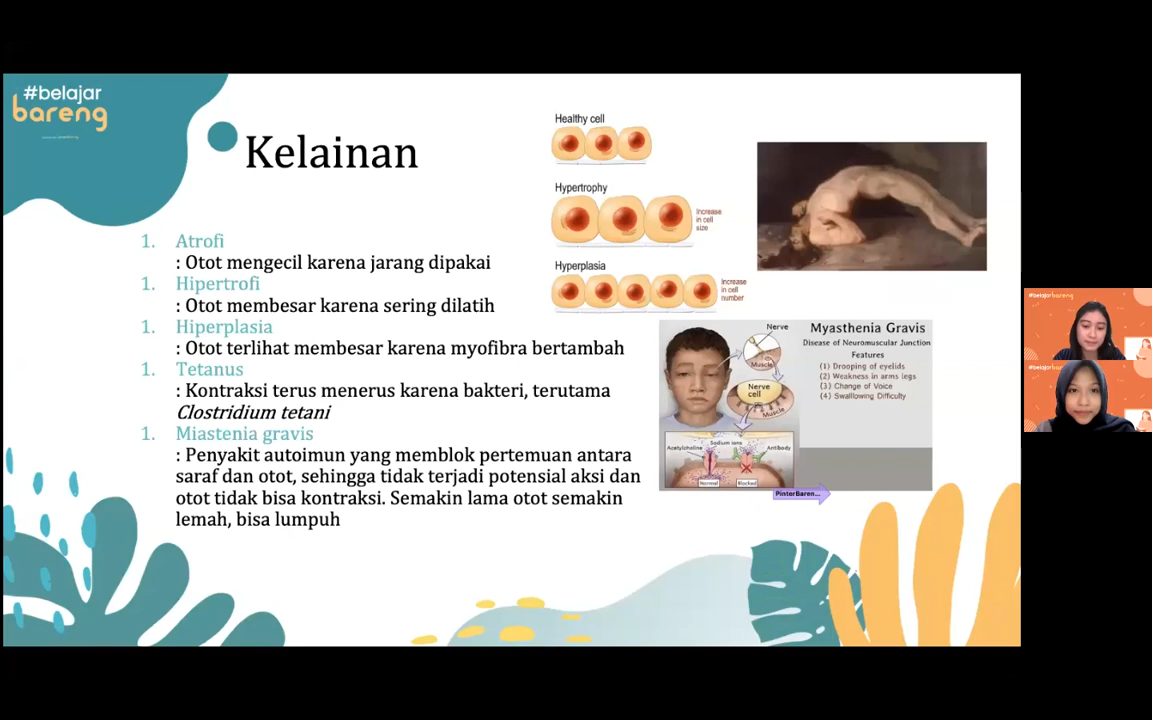 #belajar
bareng
Kelainan
1. Atrofi
: Otot mengecil karena jarang dipakai
1. Hipertrofi
: Otot membesar karena sering dilatih
1. Hiperplasia
: Otot terlihat membesar karena myofibra bertambah
1. Tetanus
: Kontraksi terus menerus karena bakteri, terutama
Clostridium tetani
1. Miastenia gravis
: Penyakit autoimun yang memblok pertemuan antara
saraf dan otot, sehingga tidak terjadi potensial aksi dan
otot tidak bisa kontraksi. Semakin lama otot semakin
lemah, bisa lumpuh
Healthy cell
Hypertrophy
Increase
in cell
size
Hyperplasia
Increase
in cell
number
Nerve
Muscle
Nerve
cell
Muscle
Sodium ions
Acetylcholine
Antibody
Normal
Blocked
Myasthenia Gravis
Disease of Neuromuscular Junction
Features
(1) Drooping of eyelids
(2) Weakness in arms legs
(3) Change of Voice
(4) Swallowing Difficulty
PinterBaren...
#belajarbareng
#belajarbareng